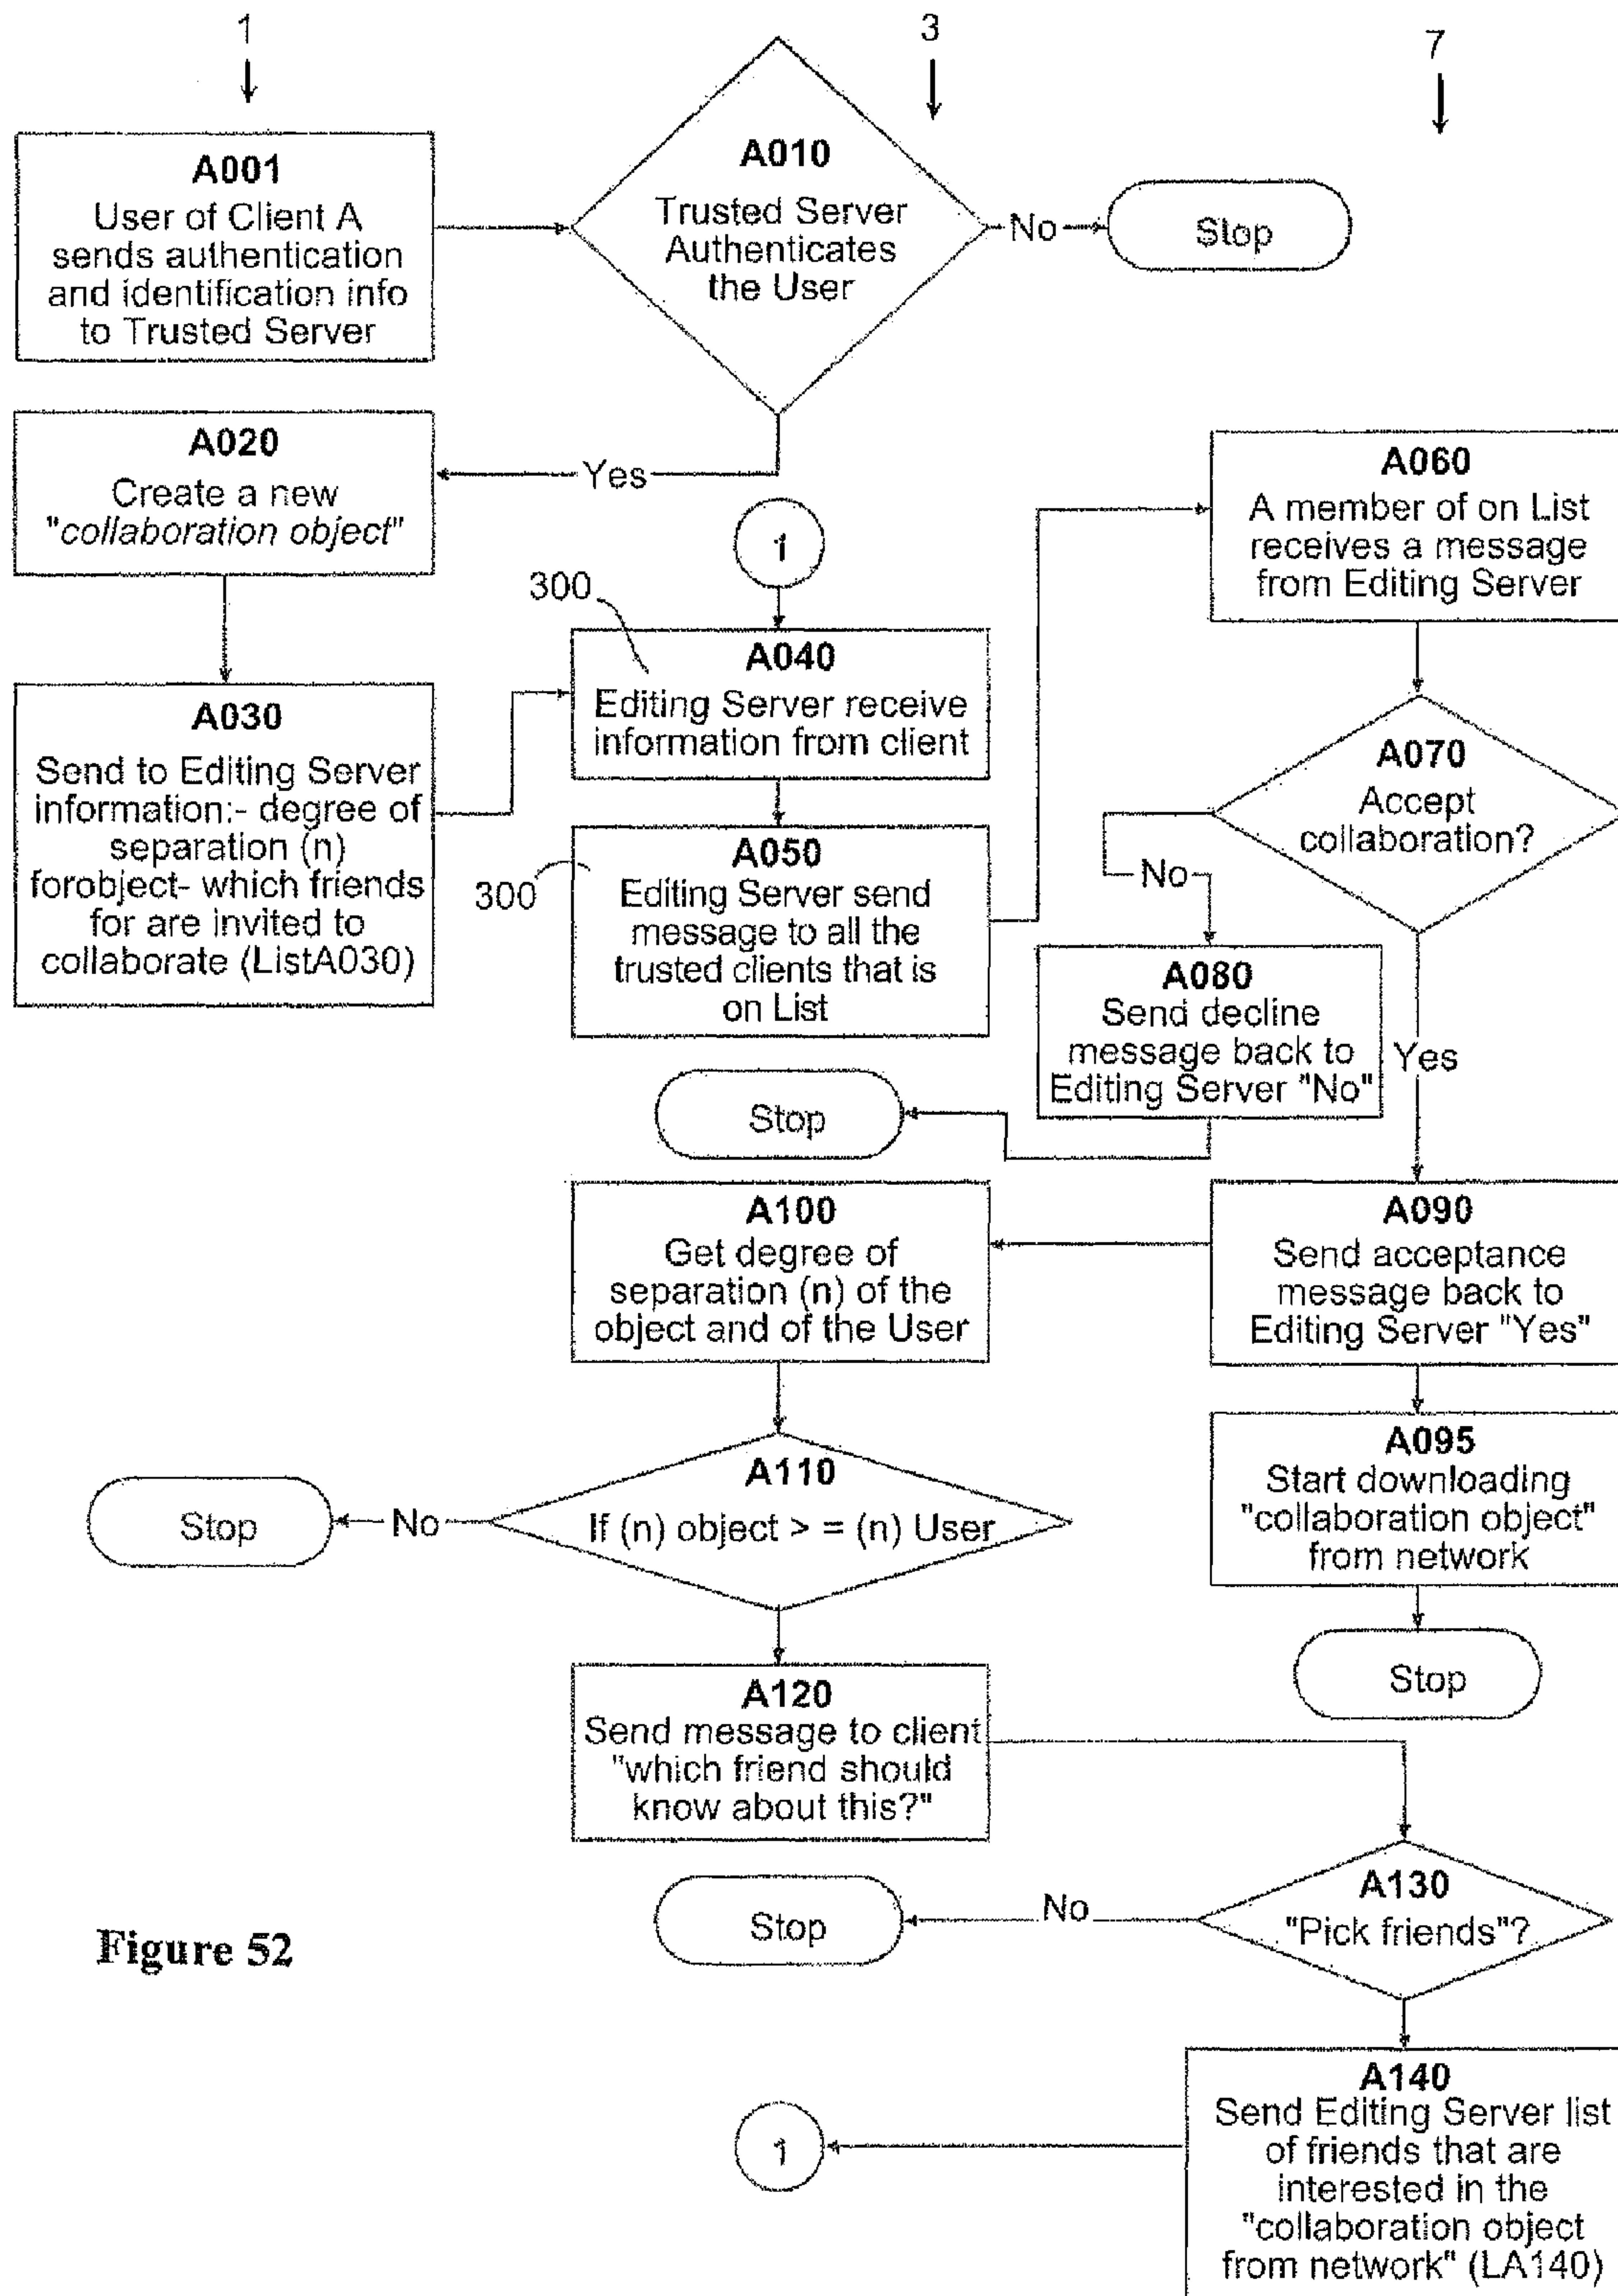 1
3
7
A001
User of Client A
sends authentication
and identification info
to Trusted Server
A010
Trusted Server
Authenticates
the User
No
Stop
A020
Create a new
"collaboration object"
Yes
1
A060
A member of on List
receives a message
from Editing Server
300
A030
Send to Editing Server
information:- degree of
separation (n)
forobject- which friends
for are invited to
collaborate (ListA030)
A040
Editing Server receive
information from client
A070
Accept
collaboration?
300
A050
Editing Server send
message to all the
trusted clients that is
on List
No
A080
Send decline
message back to
Editing Server "No"
Yes
Stop
A100
Get degree of
separation (n) of the
object and of the User
A090
Send acceptance
message back to
Editing Server "Yes"
A110
If (n) object > = (n) User
No
Stop
A095
Start downloading
"collaboration object"
from network
Stop
A120
Send message to client
"which friend should
know about this?"
A130
"Pick friends"?
No
Stop
Figure 52
A140
Send Editing Server list
of friends that are
interested in the
"collaboration object
from network" (LA140)
1